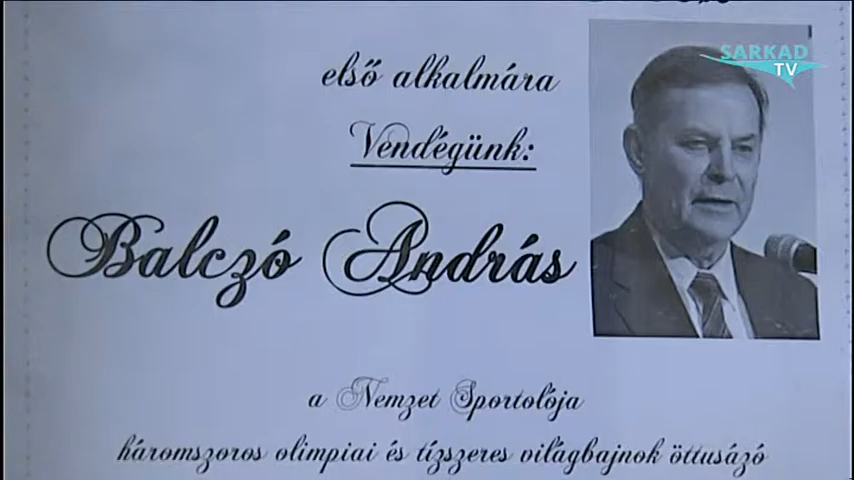 SARKAD
TV
első alkalmára
Vendégünk:
Balczó András
a Nemzet Sportolója
háromszoros olimpiai és tízszeres világbajnok öttusázó